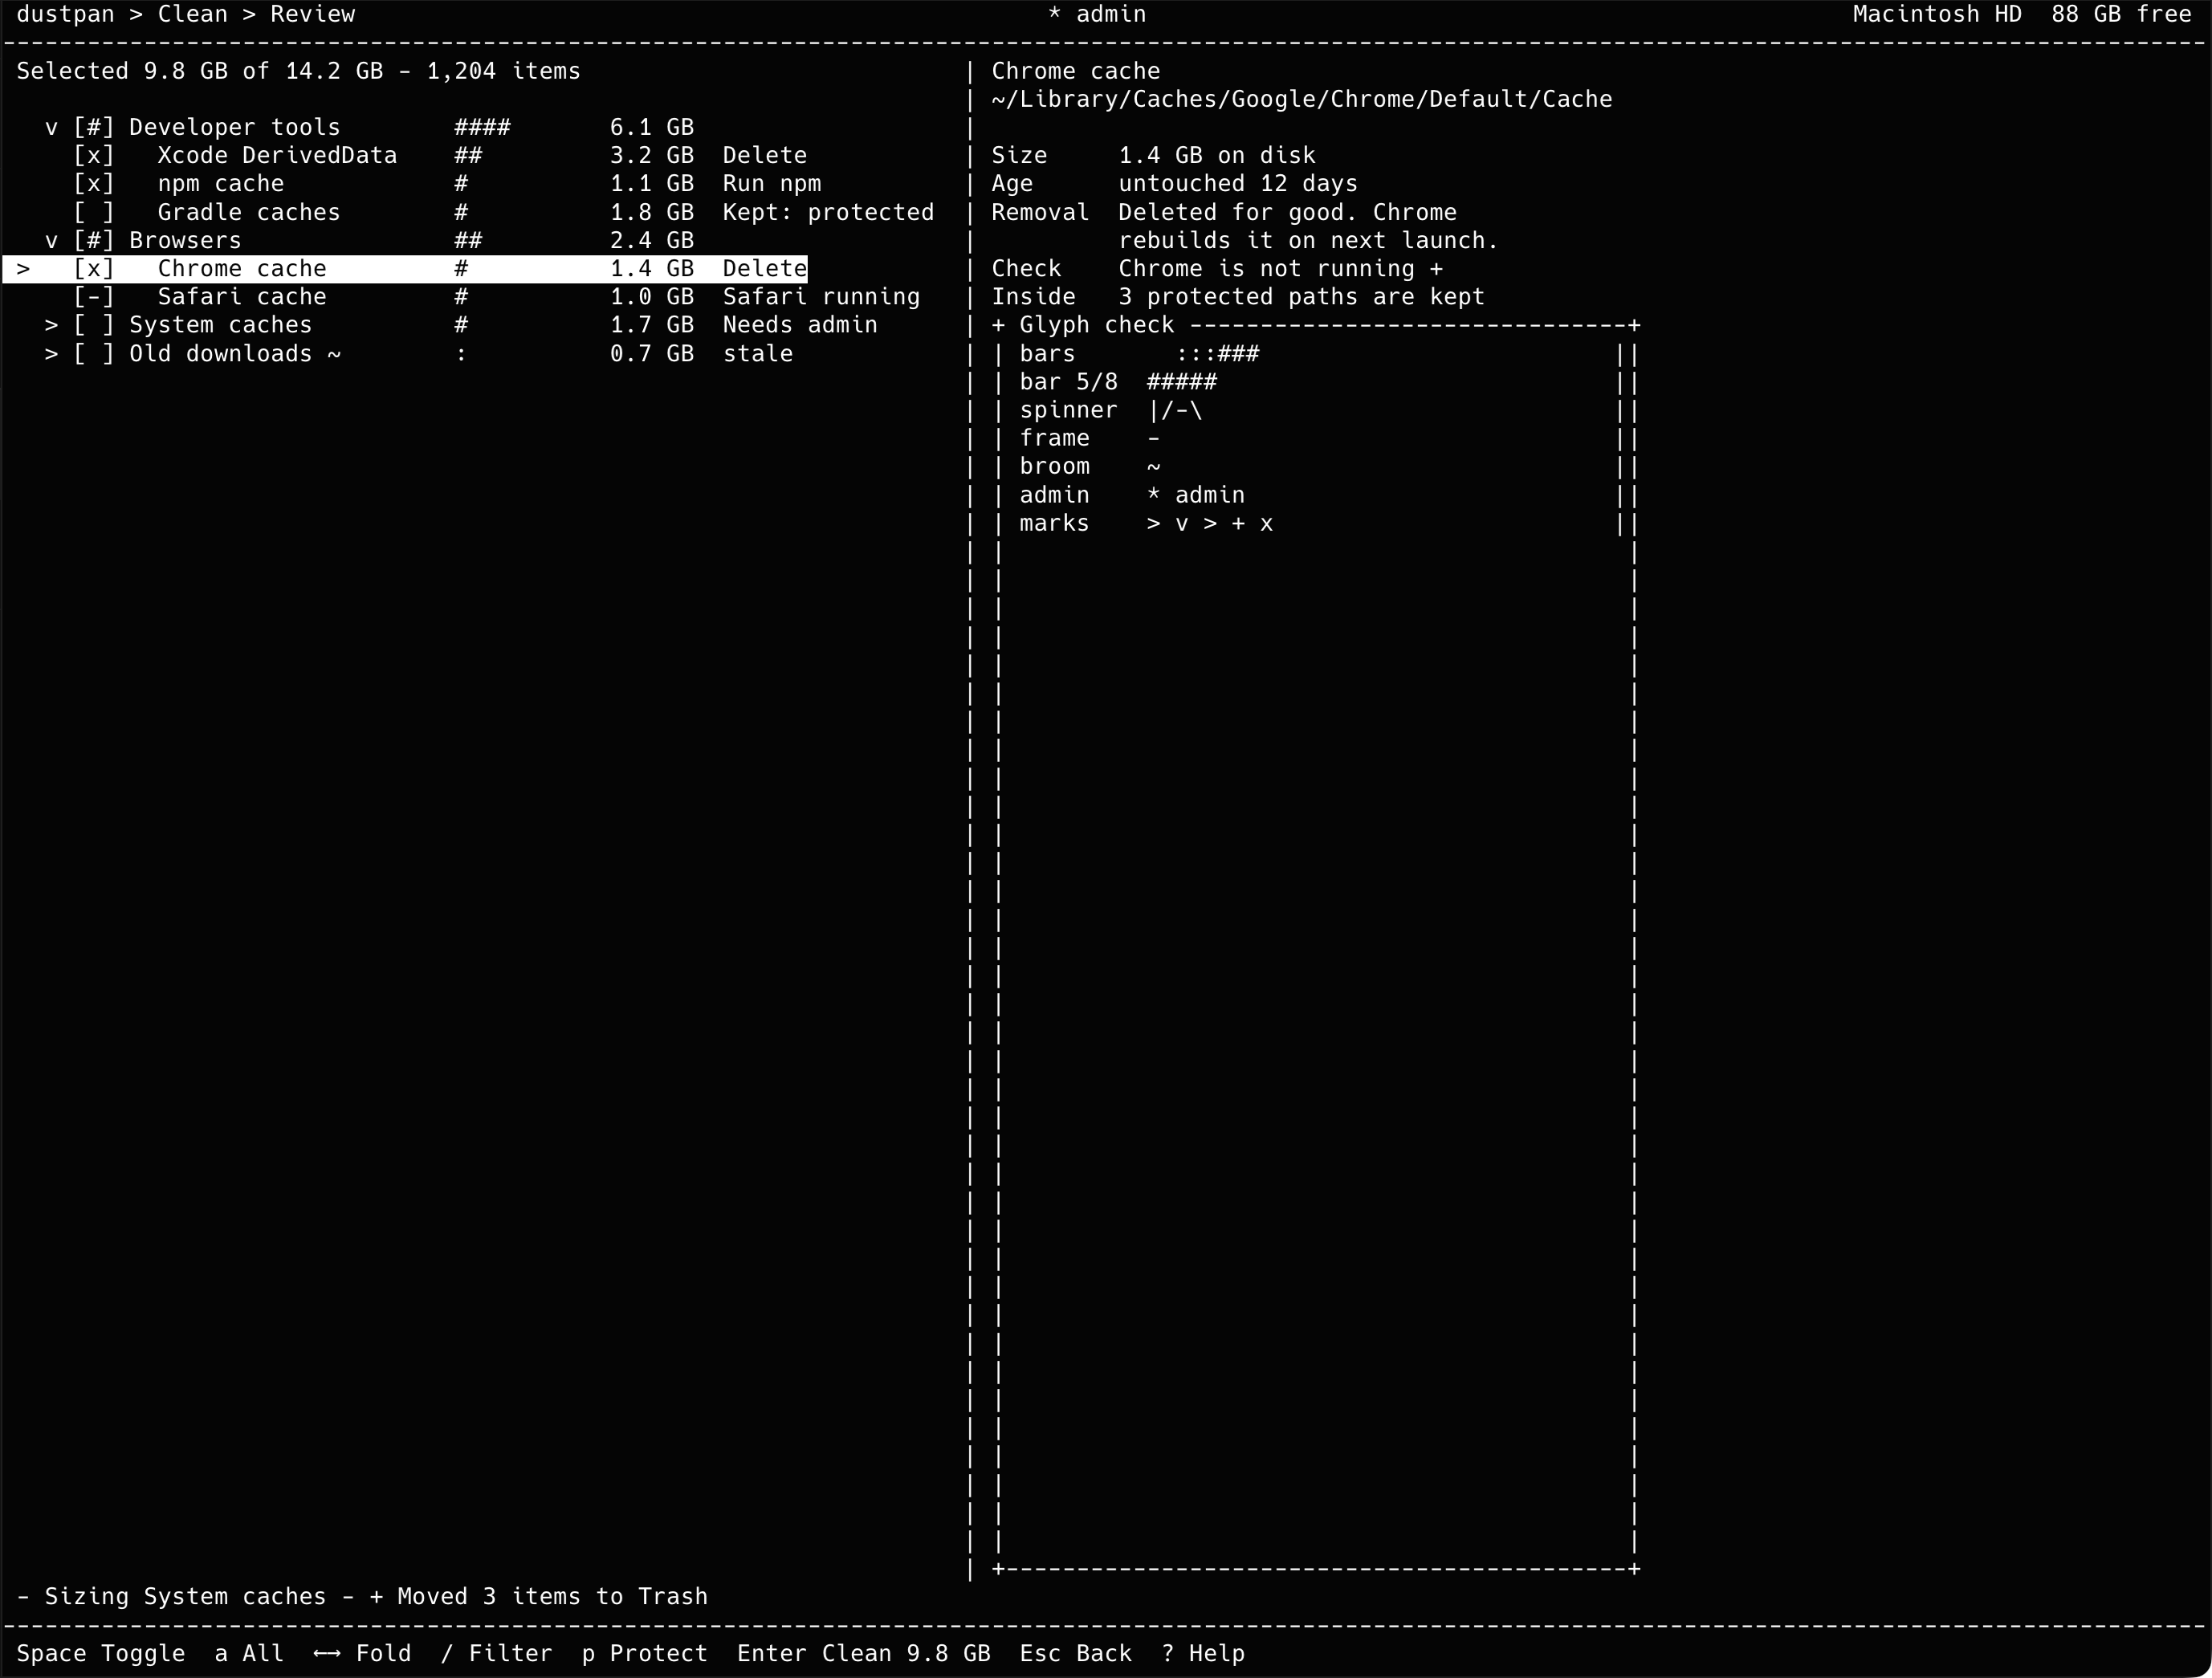 dustpan > Clean > Review * admin Macintosh HD 88 GB free
Selected 9.8 GB of 14.2 GB - 1,204 items
v [#] Developer tools #### 6.1 GB
[x] Xcode DerivedData ## 3.2 GB Delete
[x] npm cache # 1.1 GB Run npm
[ ] Gradle caches # 1.8 GB Kept: protected
v [#] Browsers ## 2.4 GB
> [x] Chrome cache # 1.4 GB Delete
[-] Safari cache # 1.0 GB Safari running
> [ ] System caches # 1.7 GB Needs admin
> [ ] Old downloads ~ : 0.7 GB stale
Chrome cache
~/Library/Caches/Google/Chrome/Default/Cache
Size 1.4 GB on disk
Age untouched 12 days
Removal Deleted for good. Chrome
rebuilds it on next launch.
Check Chrome is not running +
Inside 3 protected paths are kept
+ Glyph check -------------------------------+
bars :::###
bar 5/8 #####
spinner |/-\
frame -
broom ~
admin * admin
marks > v > + x
- Sizing System caches - + Moved 3 items to Trash
Space Toggle a All ←→ Fold / Filter p Protect Enter Clean 9.8 GB Esc Back ? Help